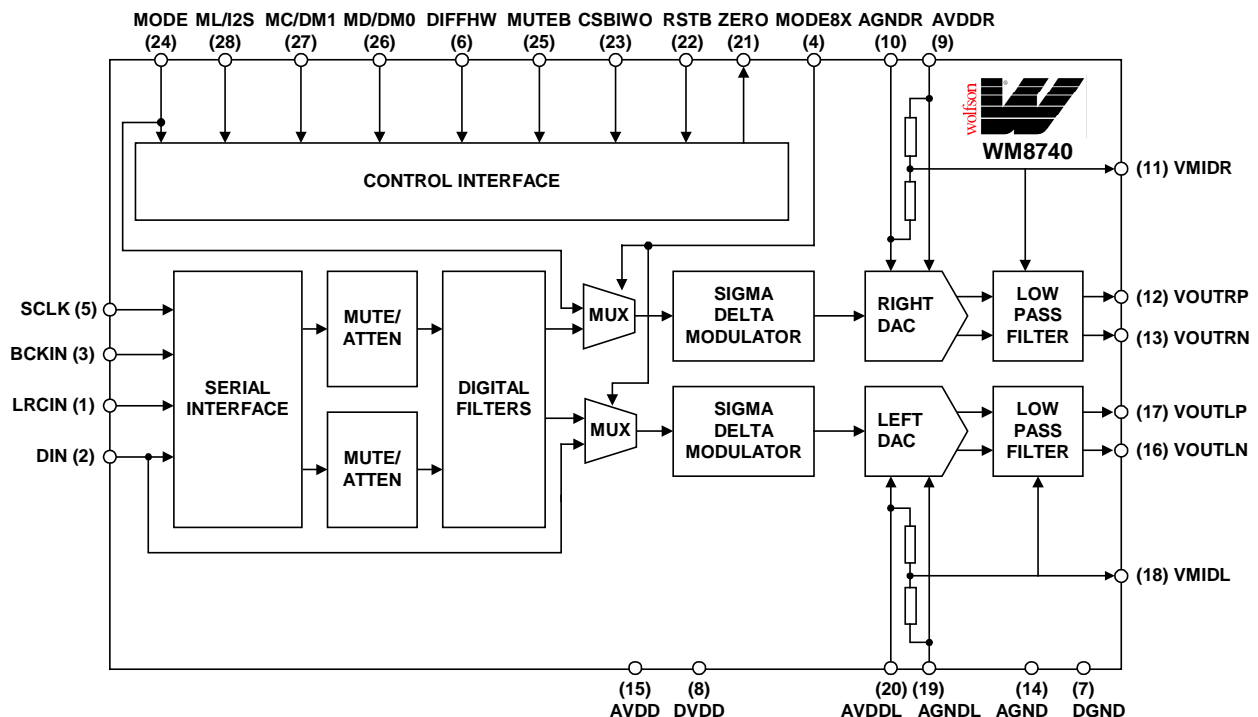 MODE ML/I2S MC/DM1 MD/DM0 DIFFHW MUTEB CSBIWO RSTB ZERO MODE8X AGNDR AVDDR
(24) (28) (27) (26) (6) (25) (23) (22) (21) (4) (10) (9)
wolfson
®
WM8740
CONTROL INTERFACE
(11) VMIDR
SCLK (5)
BCKIN (3)
LRCIN (1)
DIN (2)
SERIAL
INTERFACE
MUTE/
ATTEN
MUTE/
ATTEN
DIGITAL
FILTERS
MUX
MUX
SIGMA
DELTA
MODULATOR
SIGMA
DELTA
MODULATOR
RIGHT
DAC
LEFT
DAC
LOW
PASS
FILTER
LOW
PASS
FILTER
(12) VOUTRP
(13) VOUTRN
(17) VOUTLP
(16) VOUTLN
(18) VMIDL
(15) (8) (20) (19) (14) (7)
AVDD DVDD AVDDL AGNDL AGND DGND